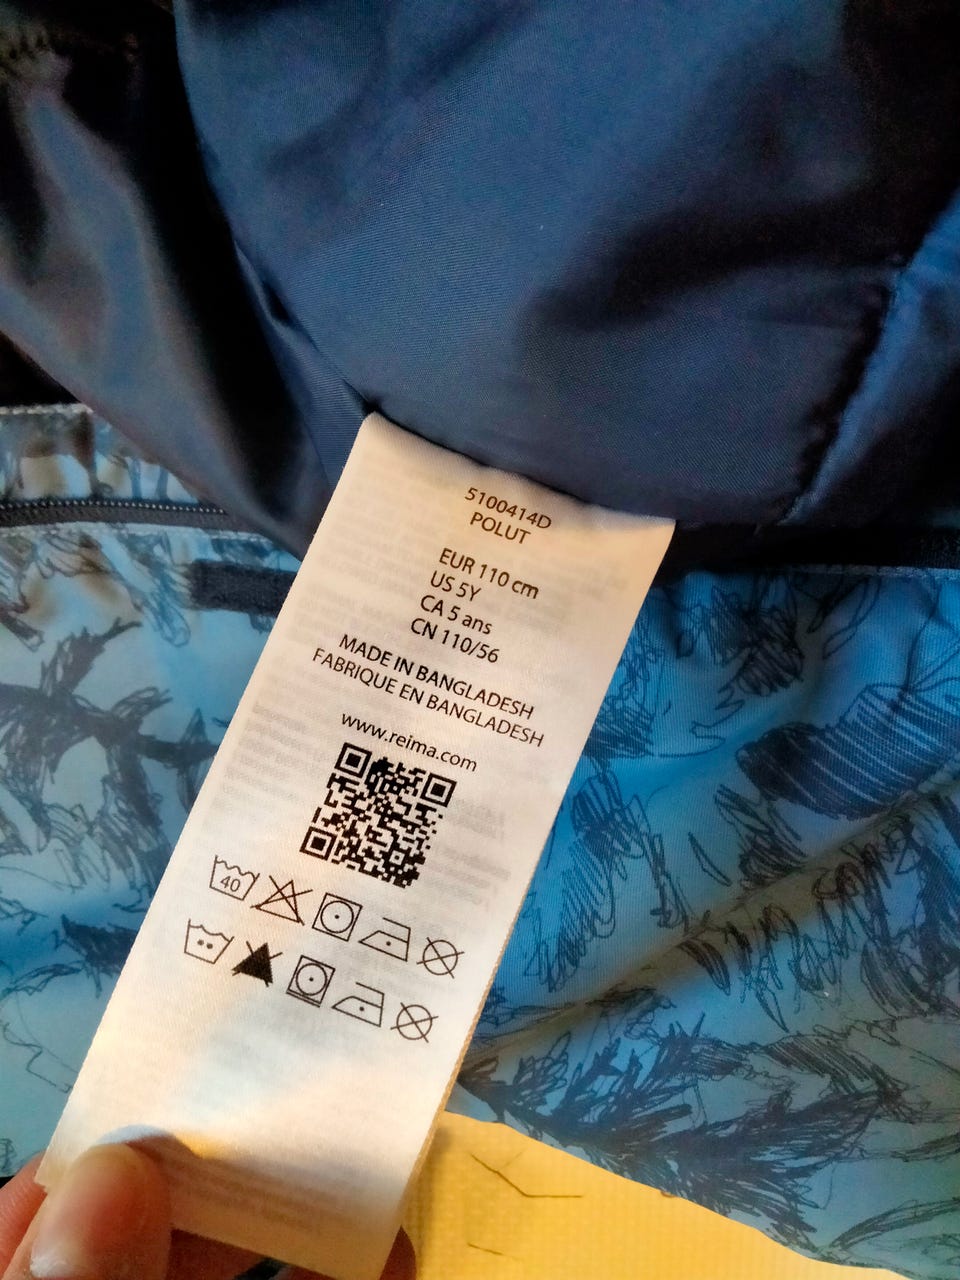 5100414D
POLUT
EUR 110 cm
US 5Y
CA 5 ans
CN 110/56
MADE IN BANGLADESH
FABRIQUE EN BANGLADESH
www.reima.com
40